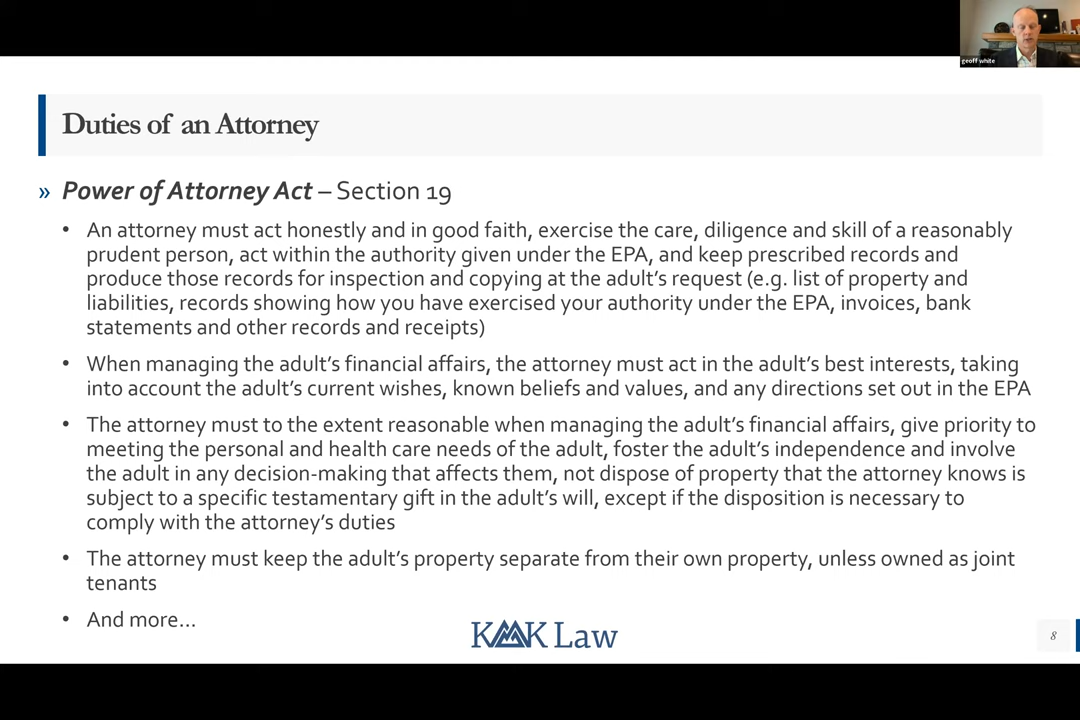 geoff white
Duties of an Attorney
» Power of Attorney Act – Section 19
• An attorney must act honestly and in good faith, exercise the care, diligence and skill of a reasonably
prudent person, act within the authority given under the EPA, and keep prescribed records and
produce those records for inspection and copying at the adult's request (e.g. list of property and
liabilities, records showing how you have exercised your authority under the EPA, invoices, bank
statements and other records and receipts)
• When managing the adult's financial affairs, the attorney must act in the adult's best interests, taking
into account the adult's current wishes, known beliefs and values, and any directions set out in the EPA
• The attorney must to the extent reasonable when managing the adult's financial affairs, give priority to
meeting the personal and health care needs of the adult, foster the adult's independence and involve
the adult in any decision-making that affects them, not dispose of property that the attorney knows is
subject to a specific testamentary gift in the adult's will, except if the disposition is necessary to
comply with the attorney's duties
• The attorney must keep the adult's property separate from their own property, unless owned as joint
tenants
• And more...
KMK Law
8